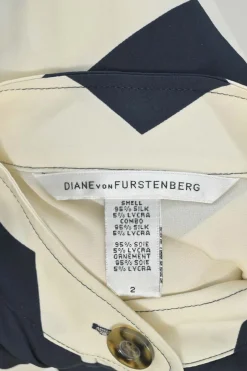 DIANE VON FURSTENBERG
SHELL
95% SILK
5% LYCRA
COMBO
95% SILK
5% LYCRA
95% SOIE
5% LYCRA
ORNEMENT
95% SOIE
5% LYCRA
2